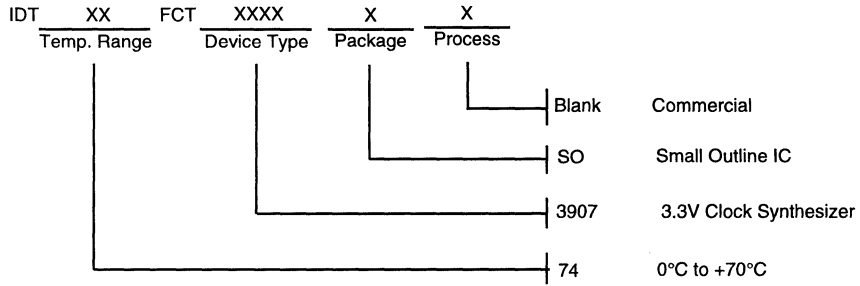 IDT XX FCT XXXX X X
Temp. Range Device Type Package Process
Blank Commercial
SO Small Outline IC
3907 3.3V Clock Synthesizer
74 0°C to +70°C